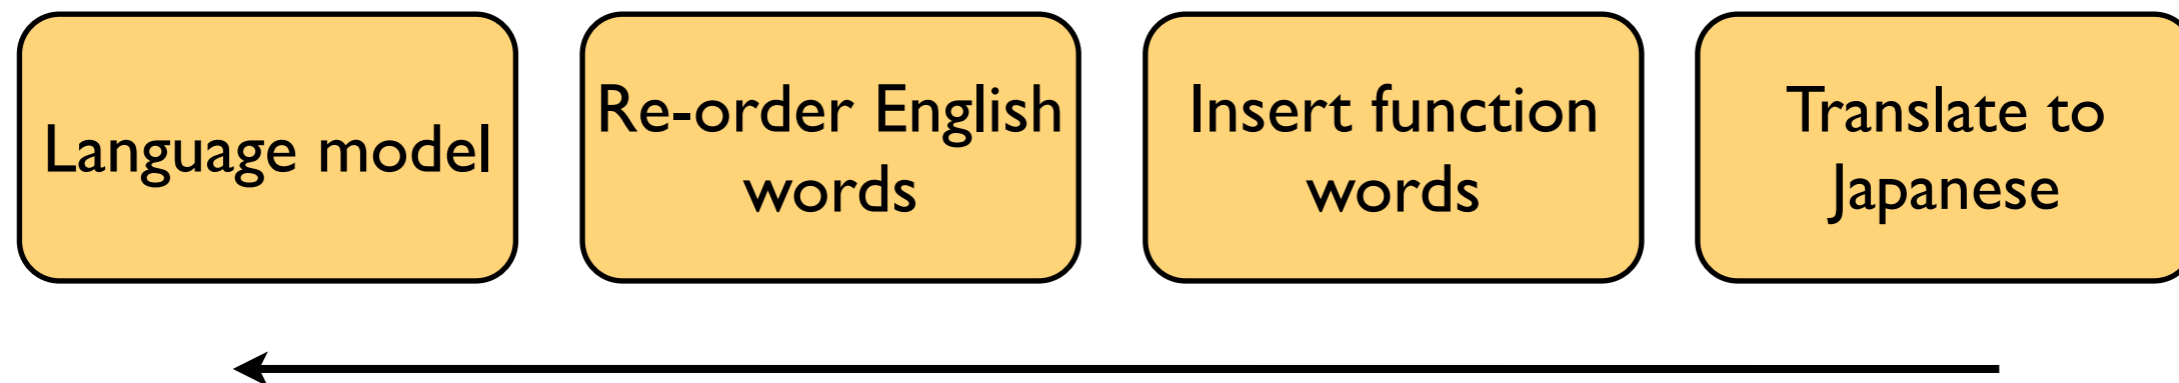 Language model
Re-order English
words
Insert function
words
Translate to
Japanese